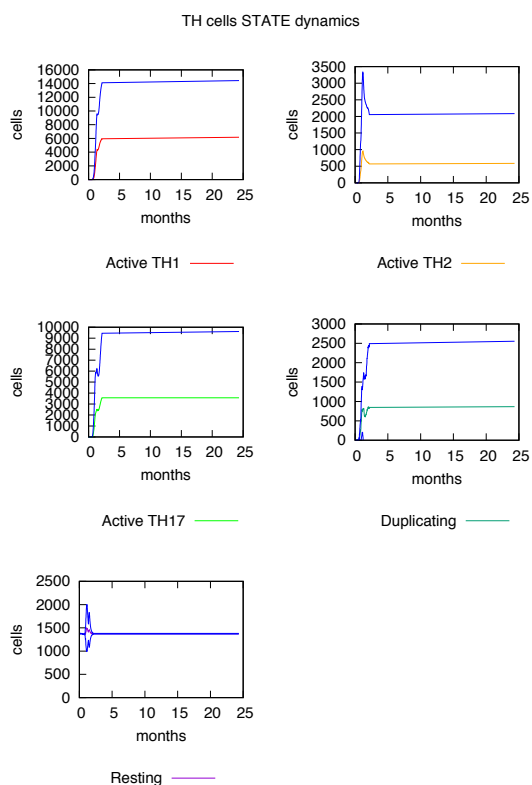 TH cells STATE dynamics
16000
14000
12000
10000
8000
6000
4000
2000
0
cells
0 5 10 15 20 25
months
Active TH1
3500
3000
2500
2000
1500
1000
500
0
cells
0 5 10 15 20 25
months
Active TH2
10000
9000
8000
7000
6000
5000
4000
3000
2000
1000
0
cells
0 5 10 15 20 25
months
Active TH17
3000
2500
2000
1500
1000
500
0
cells
0 5 10 15 20 25
months
Duplicating
2500
2000
1500
1000
500
0
cells
0 5 10 15 20 25
months
Resting